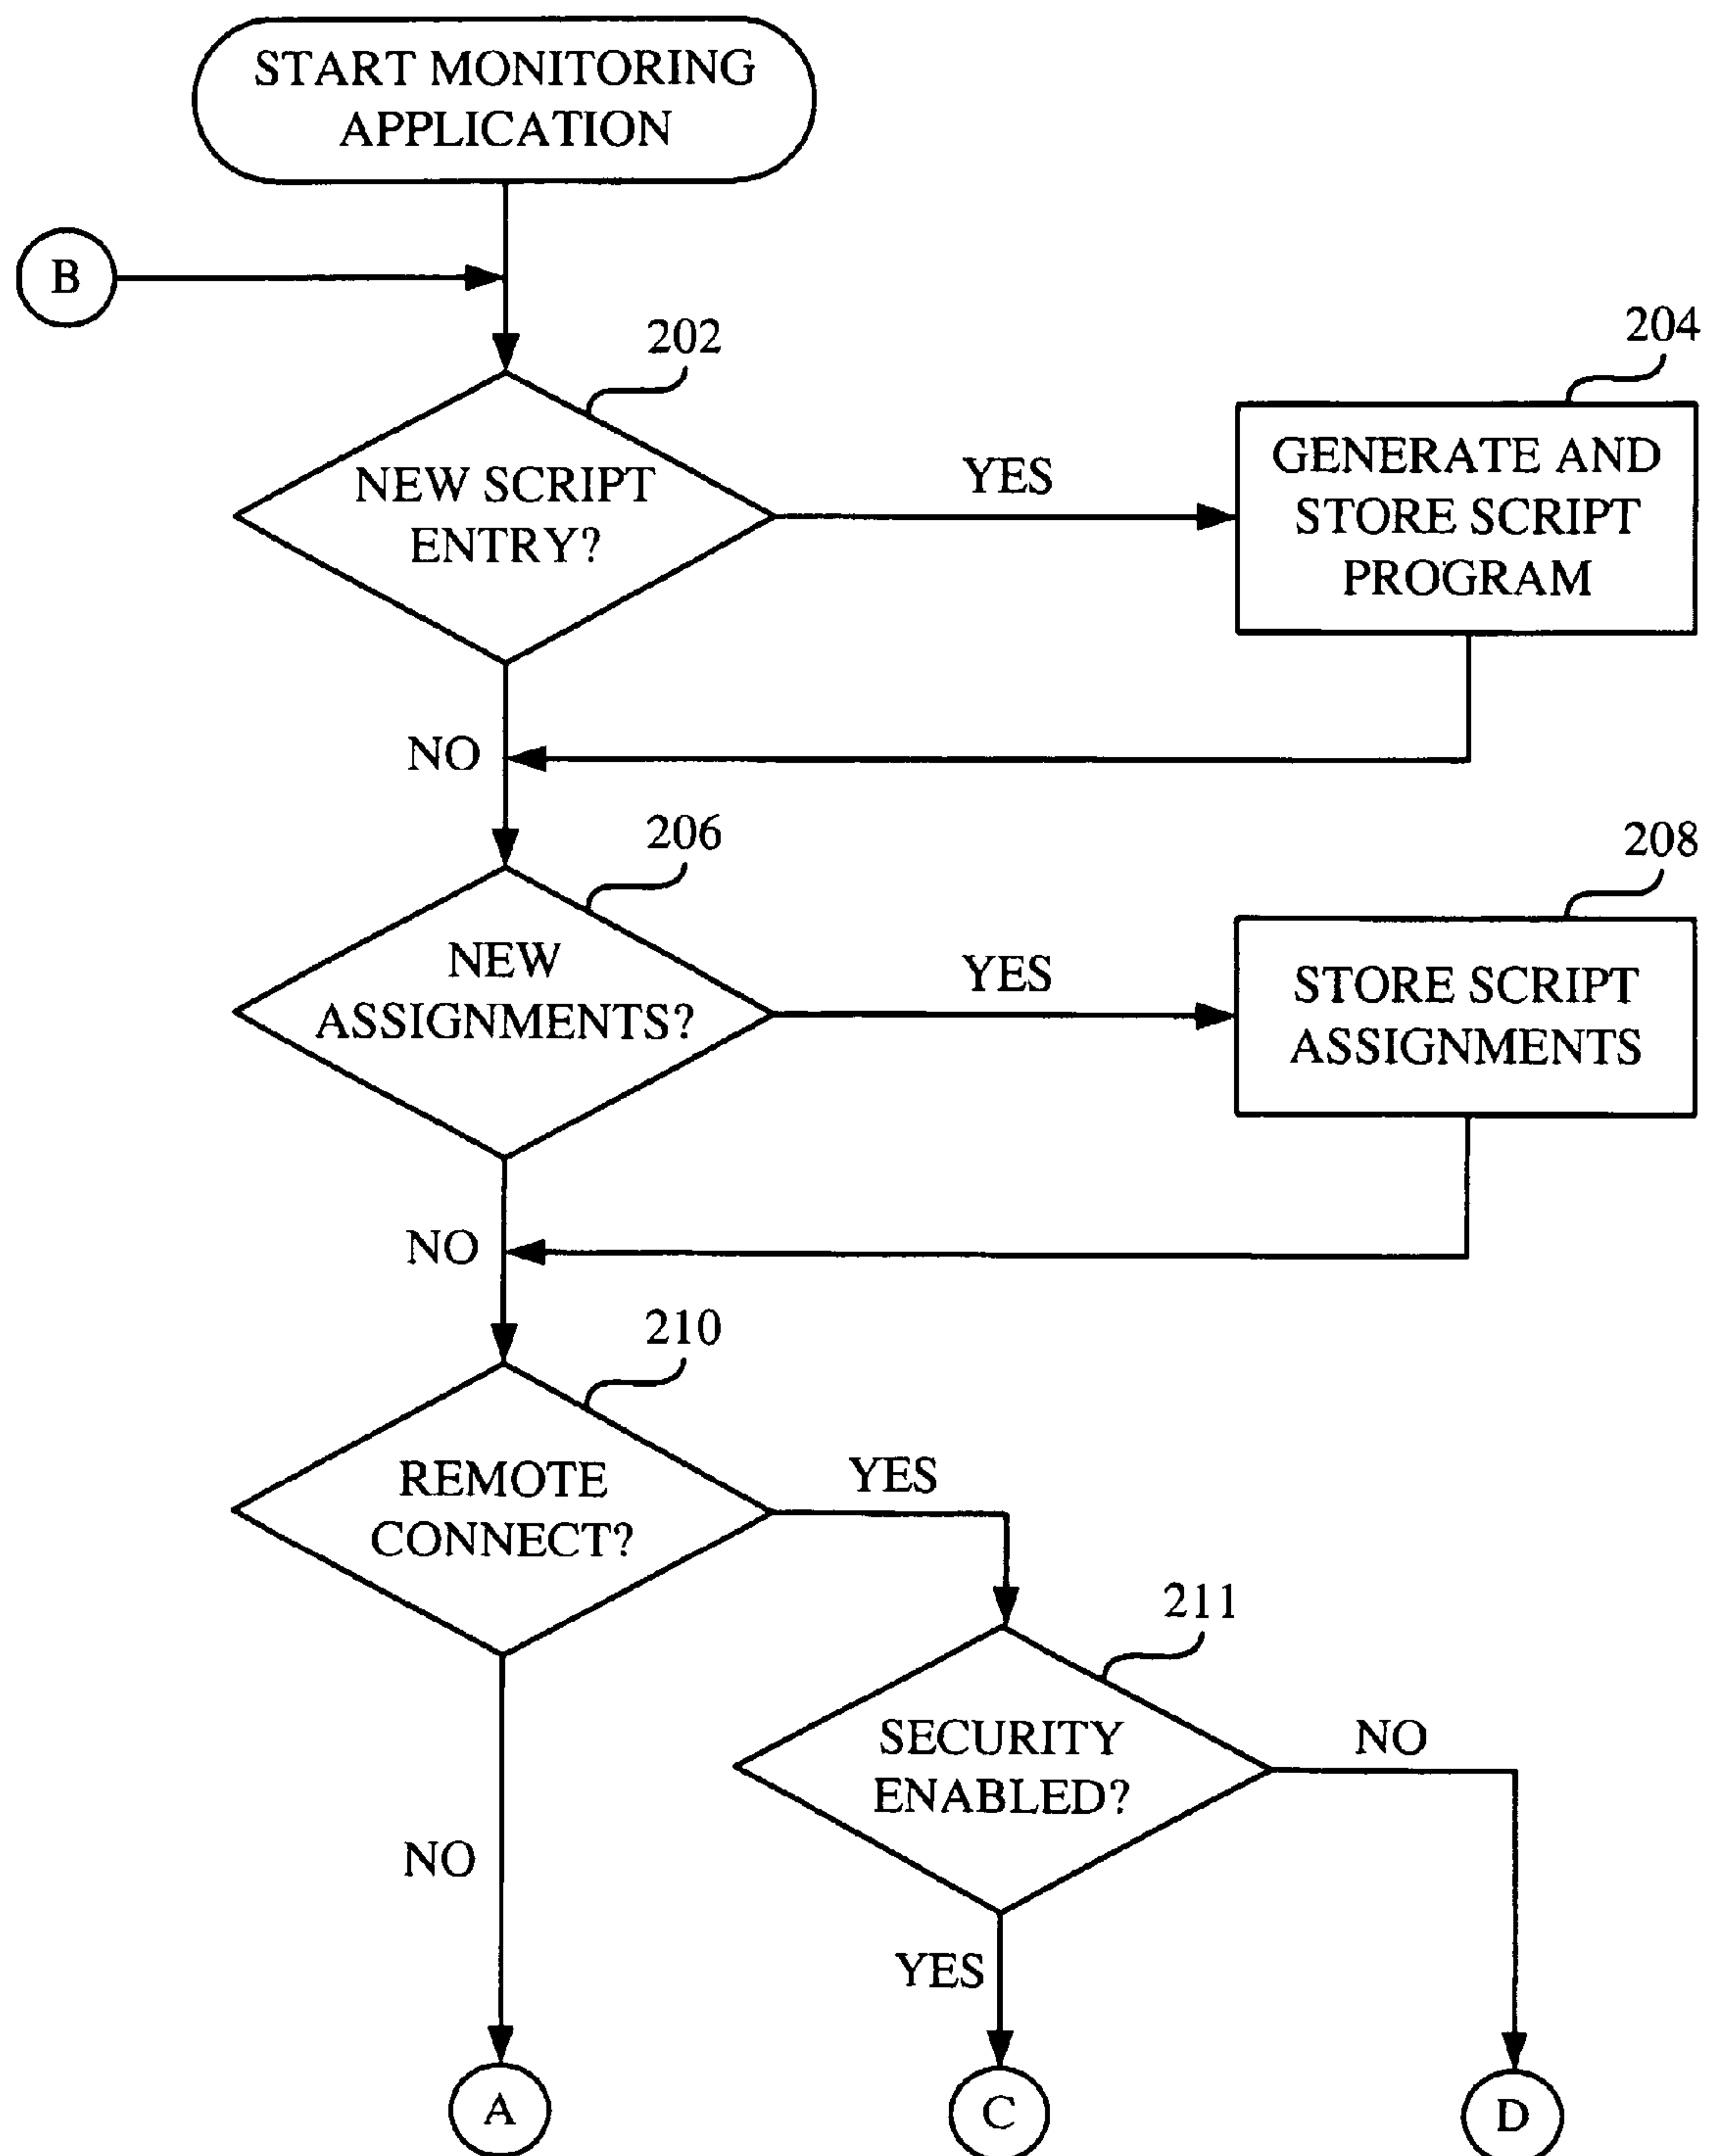 START MONITORING
APPLICATION
B
202
204
NEW SCRIPT
ENTRY?
YES
GENERATE AND
STORE SCRIPT
PROGRAM
NO
206
208
NEW
ASSIGNMENTS?
YES
STORE SCRIPT
ASSIGNMENTS
NO
210
REMOTE
CONNECT?
YES
211
SECURITY
ENABLED?
NO
NO
YES
A
C
D